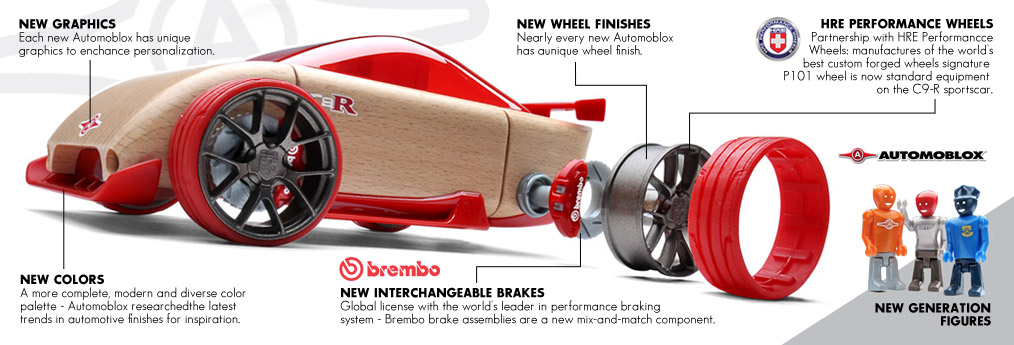 NEW GRAPHICS
Each new Automoblox has unique
graphics to enchance personalization.
NEW WHEEL FINISHES
Nearly every new Automoblox
has aunique wheel finish.
HRE
HRE PERFORMANCE WHEELS
Partnership with HRE Performancce
Wheels; manufactures of the world's
best custom forged wheels signature
P101 wheel is now standard equipment
on the C9-R sportscar.
C9R
A AUTOMOBLOX
brembo
NEW COLORS
A more complete, modern and diverse color
palette - Automoblox researchedthe latest
trends in automotive finishes for inspiration.
brembo
NEW INTERCHANGEABLE BRAKES
Global license with the world's leader in performance braking
system - Brembo brake assemblies are a new mix-and-match component.
NEW GENERATION
FIGURES